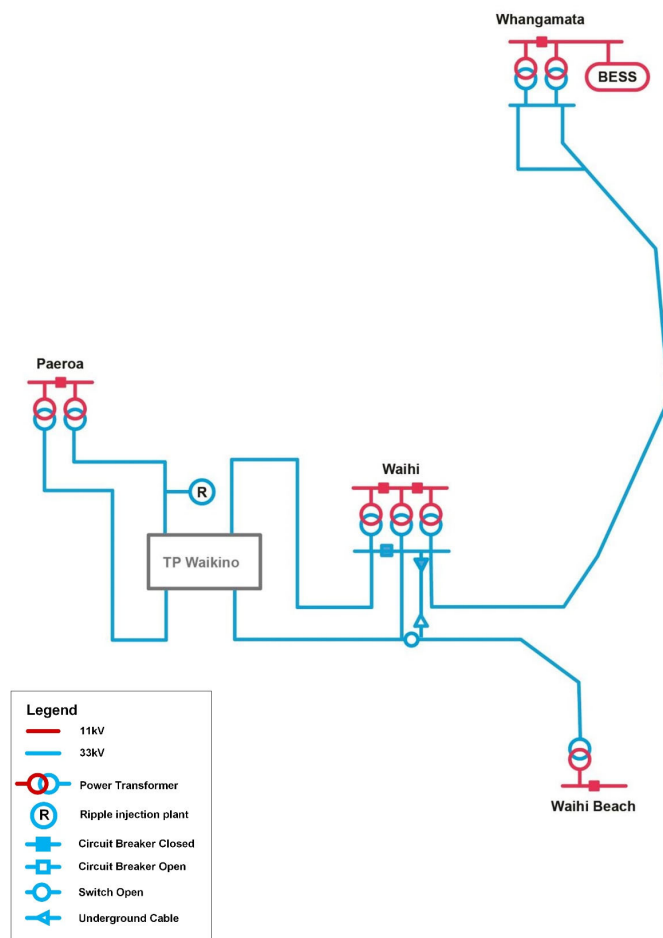 Whangamata
BESS
Paeroa
R
Waihi
TP Waikino
Waihi Beach
Legend
11kV
33kV
Power Transformer
R
Ripple injection plant
Circuit Breaker Closed
Circuit Breaker Open
Switch Open
Underground Cable